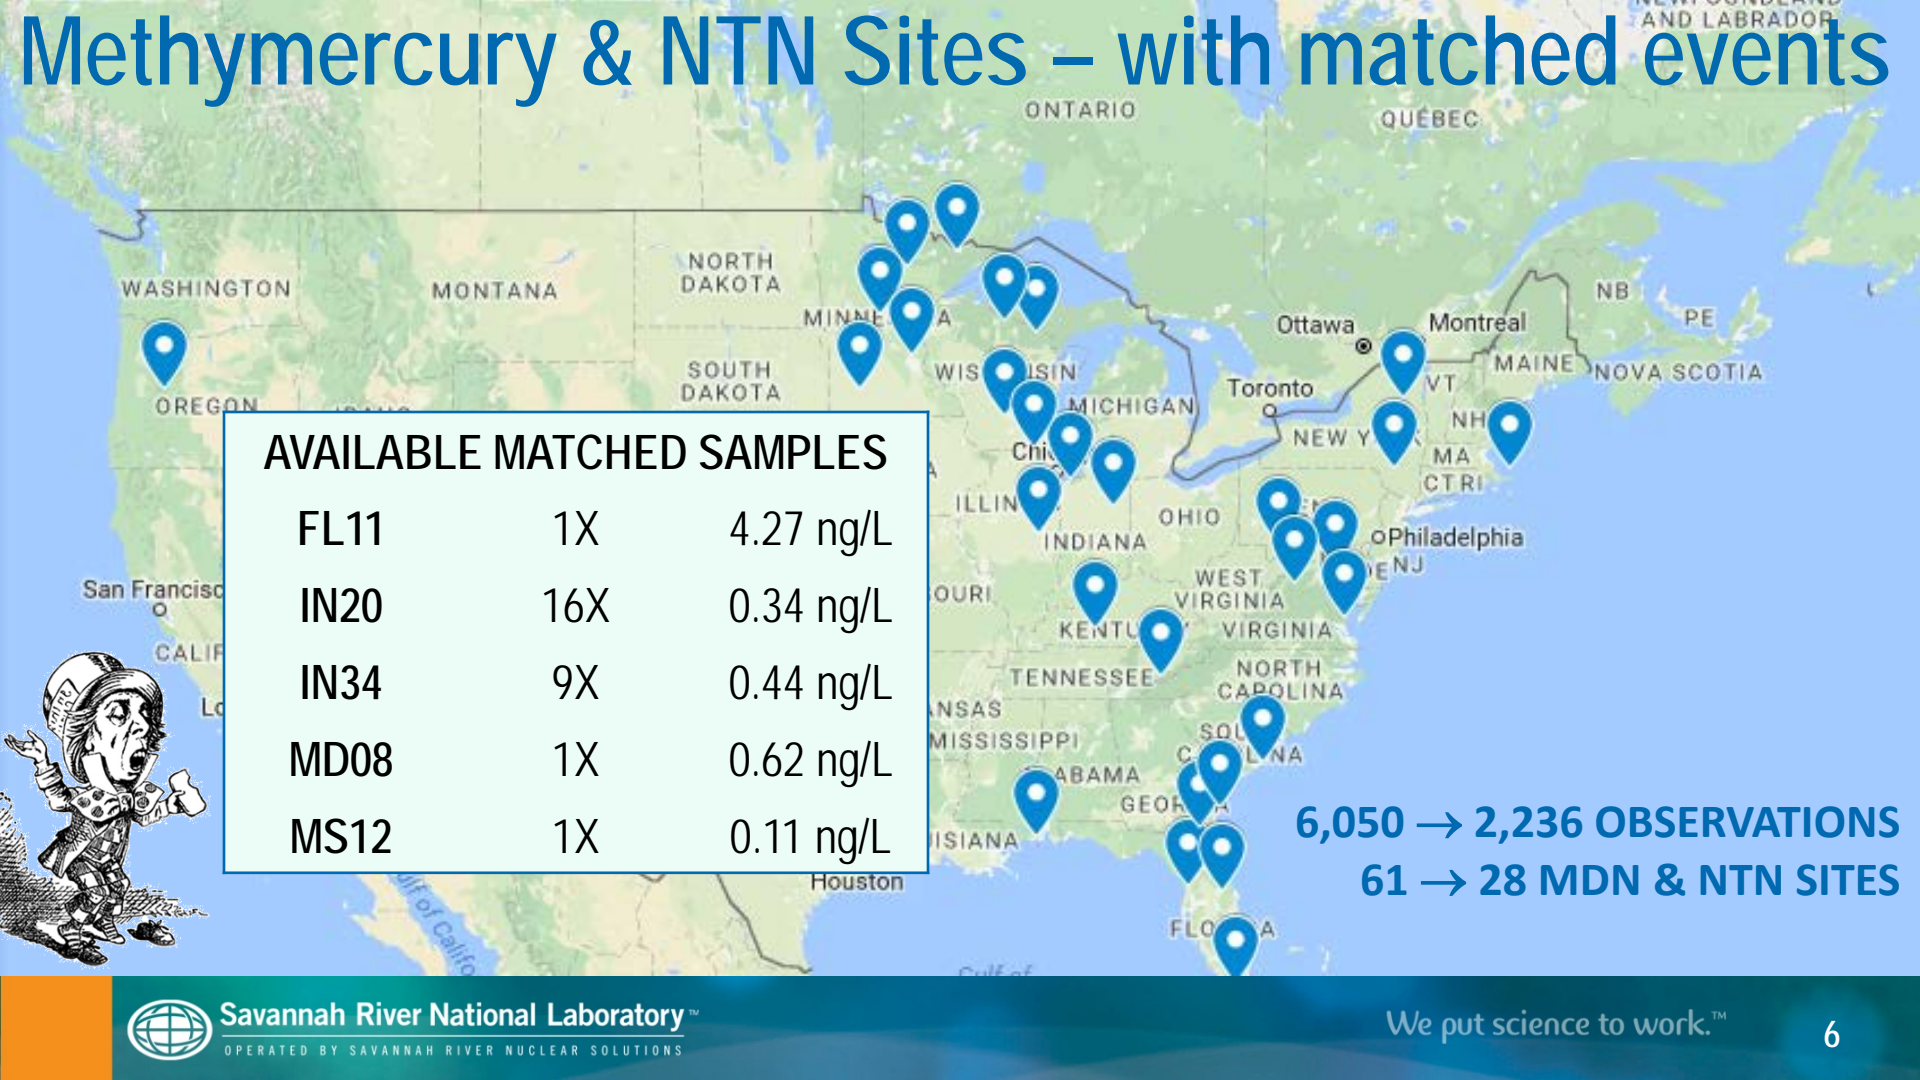 Methymercury & NTN Sites – with matched events
AND LABRADOR
ONTARIO
QUÉBEC
NORTH
DAKOTA
WASHINGTON
MONTANA
NB
PE
Ottawa
Montreal
SOUTH
DAKOTA
MAINE
NOVA SCOTIA
VT
Toronto
OREGON
MICHIGAN
NH
MA
CT RI
OHIO
INDIANA
Philadelphia
NJ
WEST
VIRGINIA
VIRGINIA
TENNESSEE
NORTH
CAROLINA
MISSISSIPPI
Houston
AVAILABLE MATCHED SAMPLES
FL11 1X 4.27 ng/L
IN20 16X 0.34 ng/L
IN34 9X 0.44 ng/L
MD08 1X 0.62 ng/L
MS12 1X 0.11 ng/L
6,050 → 2,236 OBSERVATIONS
61 → 28 MDN & NTN SITES
Savannah River National Laboratory™
OPERATED BY SAVANNAH RIVER NUCLEAR SOLUTIONS
We put science to work.™
6